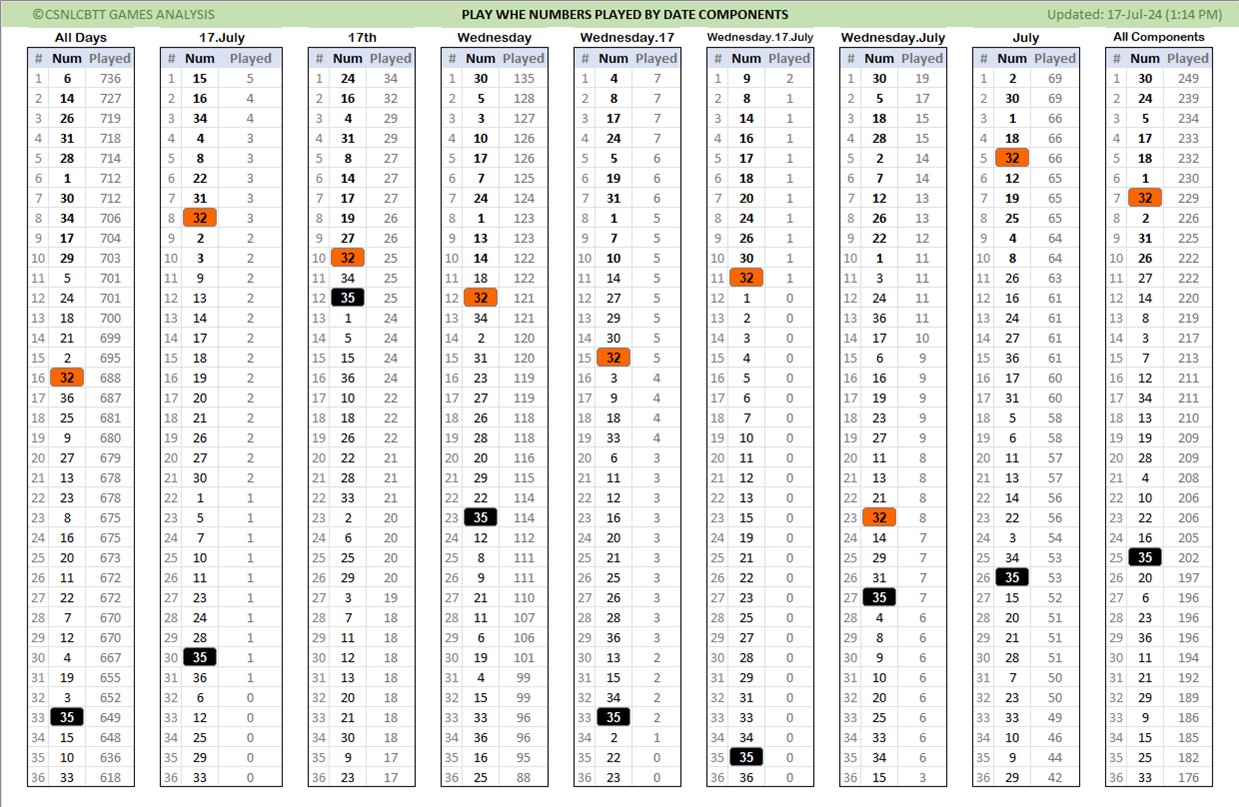 ©CSNLCBTT GAMES ANALYSIS PLAY WHE NUMBERS PLAYED BY DATE COMPONENTS Updated: 17-Jul-24 (1:14 PM)
All Days 17.July 17th Wednesday Wednesday.17 Wednesday.17.July Wednesday.July July All Components
# Num Played # Num Played # Num Played # Num Played # Num Played # Num Played # Num Played # Num Played # Num Played
1 6 736 1 15 5 1 24 34 1 30 135 1 4 7 1 9 2 1 30 19 1 2 69 1 30 249
2 14 727 2 16 4 2 16 32 2 5 128 2 8 7 2 8 1 2 5 17 2 30 69 2 24 239
3 26 719 3 34 4 3 4 29 3 3 127 3 17 7 3 14 1 3 18 15 3 1 66 3 5 234
4 31 718 4 4 3 4 31 29 4 10 126 4 24 7 4 16 1 4 28 15 4 18 66 4 17 233
5 28 714 5 8 3 5 8 27 5 17 126 5 5 6 5 17 1 5 2 14 5 32 66 5 18 232
6 1 712 6 22 3 6 14 27 6 7 125 6 19 6 6 18 1 6 7 14 6 12 65 6 1 230
7 30 712 7 31 3 7 17 27 7 24 124 7 31 6 7 20 1 7 12 13 7 19 65 7 32 229
8 34 706 8 32 3 8 19 26 8 1 123 8 1 5 8 24 1 8 26 13 8 25 65 8 2 226
9 17 704 9 2 2 9 27 26 9 13 123 9 7 5 9 26 1 9 22 12 9 4 64 9 31 225
10 29 703 10 3 2 10 32 25 10 14 122 10 10 5 10 30 1 10 1 11 10 8 64 10 26 222
11 5 701 11 9 2 11 34 25 11 18 122 11 14 5 11 32 1 11 3 11 11 26 63 11 27 222
12 24 701 12 13 2 12 35 25 12 32 121 12 27 5 12 1 0 12 24 11 12 16 61 12 14 220
13 18 700 13 14 2 13 1 24 13 34 121 13 29 5 13 2 0 13 36 11 13 24 61 13 8 219
14 21 699 14 17 2 14 5 24 14 2 120 14 30 5 14 3 0 14 17 10 14 27 61 14 3 217
15 2 695 15 18 2 15 15 24 15 31 120 15 32 5 15 4 0 15 6 9 15 36 61 15 7 213
16 32 688 16 19 2 16 36 24 16 23 119 16 3 4 16 5 0 16 16 9 16 17 60 16 12 211
17 36 687 17 20 2 17 10 22 17 27 119 17 9 4 17 6 0 17 19 9 17 31 60 17 34 211
18 25 681 18 21 2 18 18 22 18 26 118 18 18 4 18 7 0 18 23 9 18 5 58 18 13 210
19 9 680 19 26 2 19 26 22 19 28 118 19 33 4 19 10 0 19 27 9 19 6 58 19 19 209
20 27 679 20 27 2 20 22 21 20 20 116 20 6 3 20 11 0 20 11 8 20 11 57 20 28 209
21 13 678 21 30 2 21 28 21 21 29 115 21 11 3 21 12 0 21 13 8 21 13 57 21 4 208
22 23 678 22 1 1 22 33 21 22 22 114 22 12 3 22 13 0 22 21 8 22 14 56 22 10 206
23 8 675 23 5 1 23 2 20 23 35 114 23 16 3 23 15 0 23 32 8 23 22 56 23 22 206
24 16 675 24 7 1 24 6 20 24 12 112 24 20 3 24 19 0 24 14 7 24 3 54 24 16 205
25 20 673 25 10 1 25 25 20 25 8 111 25 21 3 25 21 0 25 29 7 25 34 53 25 35 202
26 11 672 26 11 1 26 29 20 26 9 111 26 25 3 26 22 0 26 31 7 26 35 53 26 20 197
27 22 672 27 23 1 27 3 19 27 21 110 27 26 3 27 23 0 27 35 7 27 15 52 27 6 196
28 7 670 28 24 1 28 7 18 28 11 107 28 28 3 28 25 0 28 4 6 28 20 51 28 23 196
29 12 670 29 28 1 29 11 18 29 6 106 29 36 3 29 27 0 29 8 6 29 21 51 29 36 196
30 4 667 30 35 1 30 12 18 30 19 101 30 13 2 30 28 0 30 9 6 30 28 51 30 11 194
31 19 655 31 36 1 31 13 18 31 4 99 31 15 2 31 29 0 31 10 6 31 7 50 31 21 192
32 3 652 32 6 0 32 20 18 32 15 99 32 34 2 32 31 0 32 20 6 32 23 50 32 29 189
33 35 649 33 12 0 33 21 18 33 33 96 33 35 2 33 33 0 33 25 6 33 33 49 33 9 186
34 15 648 34 25 0 34 30 18 34 36 96 34 2 1 34 34 0 34 33 6 34 10 46 34 15 185
35 10 636 35 29 0 35 9 17 35 16 95 35 22 0 35 35 0 35 34 6 35 9 44 35 25 182
36 33 618 36 33 0 36 23 17 36 25 88 36 23 0 36 36 0 36 15 3 36 29 42 36 33 176